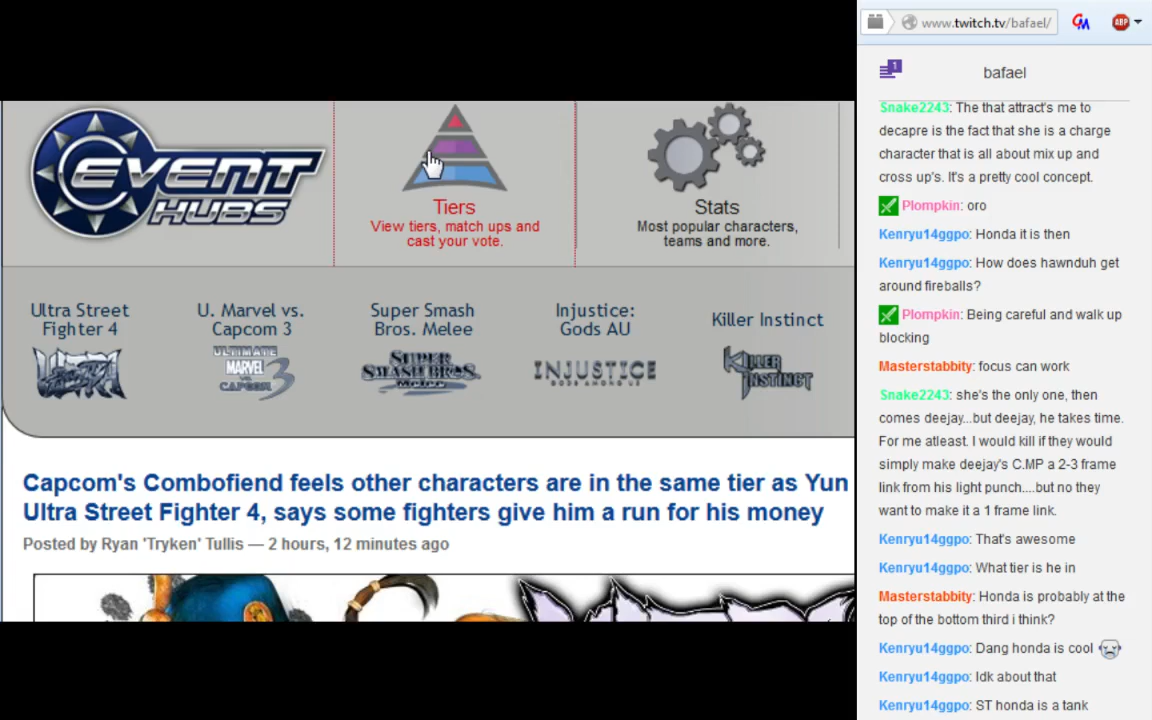 www.twitch.tv/bafael/
GM
ABP
1
bafael
EVENT
HUBS
Tiers
View tiers, match ups and
cast your vote.
Stats
Most popular characters,
teams and more.
Ultra Street
Fighter 4
U. Marvel vs.
Capcom 3
ULTIMATE
MARVEL
VS.
CAPCOM 3
Super Smash
Bros. Melee
SUPER
SMASH BROS.
Melee
Injustice:
Gods AU
INJUSTICE
GODS AMONG US
Killer Instinct
KILLER
INSTINCT
Capcom's Combofiend feels other characters are in the same tier as Yun
Ultra Street Fighter 4, says some fighters give him a run for his money
Posted by Ryan 'Tryken' Tullis — 2 hours, 12 minutes ago
Snake2243: The that attract's me to
decapre is the fact that she is a charge
character that is all about mix up and
cross up's. It's a pretty cool concept.
Plompkin: oro
Kenryu14ggpo: Honda it is then
Kenryu14ggpo: How does hawnduh get
around fireballs?
Plompkin: Being careful and walk up
blocking
Masterstabbity: focus can work
Snake2243: she's the only one, then
comes deejay...but deejay, he takes time.
For me atleast. I would kill if they would
simply make deejay's C.MP a 2-3 frame
link from his light punch....but no they
want to make it a 1 frame link.
Kenryu14ggpo: That's awesome
Kenryu14ggpo: What tier is he in
Masterstabbity: Honda is probably at the
top of the bottom third i think?
Kenryu14ggpo: Dang honda is cool
Kenryu14ggpo: Idk about that
Kenryu14ggpo: ST honda is a tank